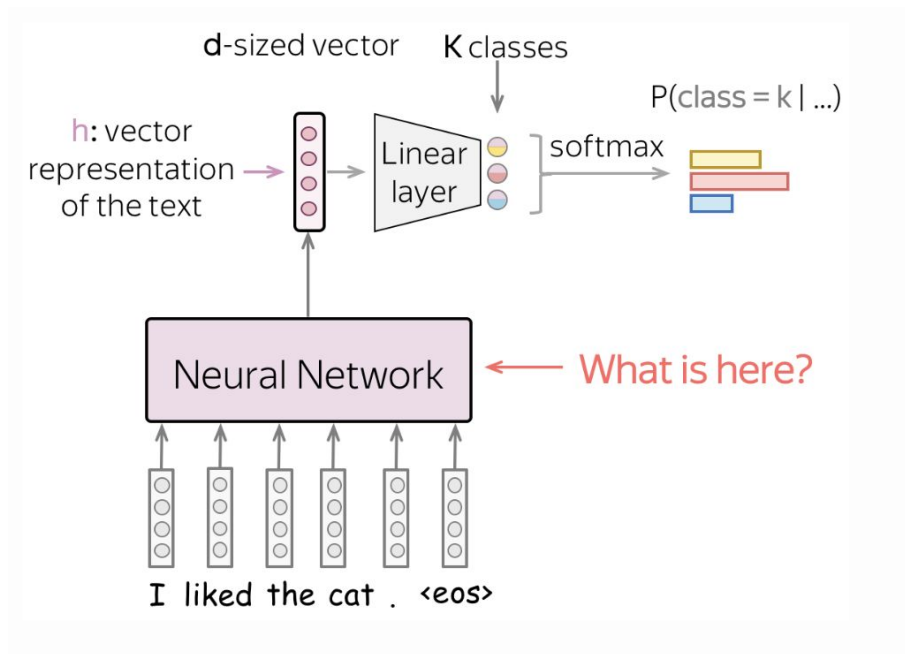 d-sized vector
K classes
P(class = k | ...)
h: vector
representation
of the text
Linear
layer
softmax
Neural Network
What is here?
I liked the cat . <eos>